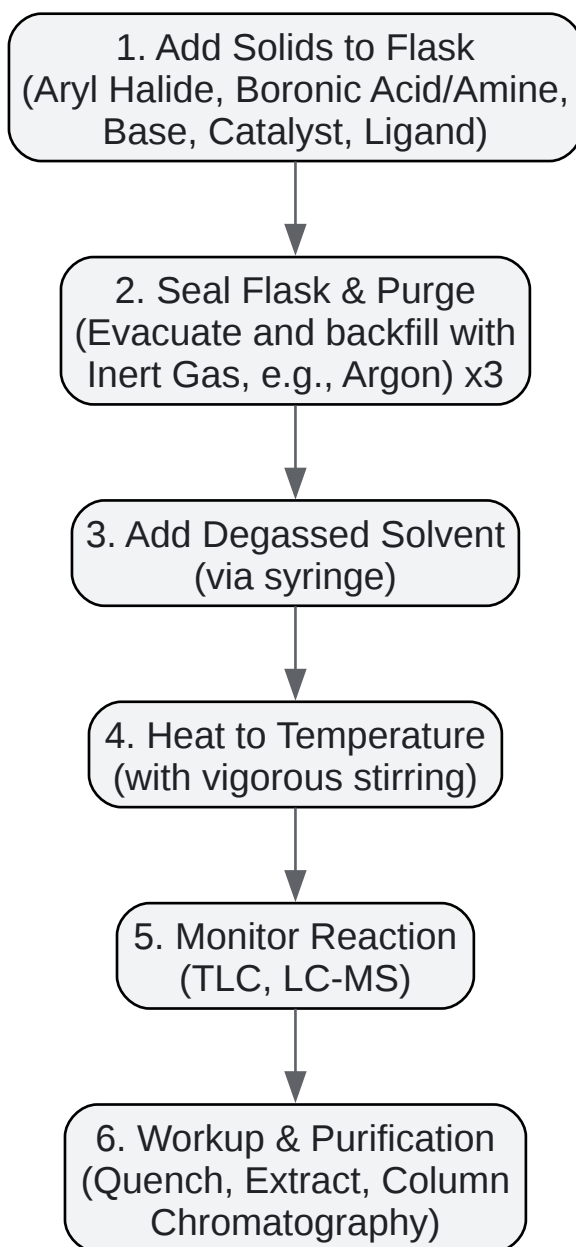 1. Add Solids to Flask
(Aryl Halide, Boronic Acid/Amine,
Base, Catalyst, Ligand)
2. Seal Flask & Purge
(Evacuate and backfill with
Inert Gas, e.g., Argon) x3
3. Add Degassed Solvent
(via syringe)
4. Heat to Temperature
(with vigorous stirring)
5. Monitor Reaction
(TLC, LC-MS)
6. Workup & Purification
(Quench, Extract, Column
Chromatography)